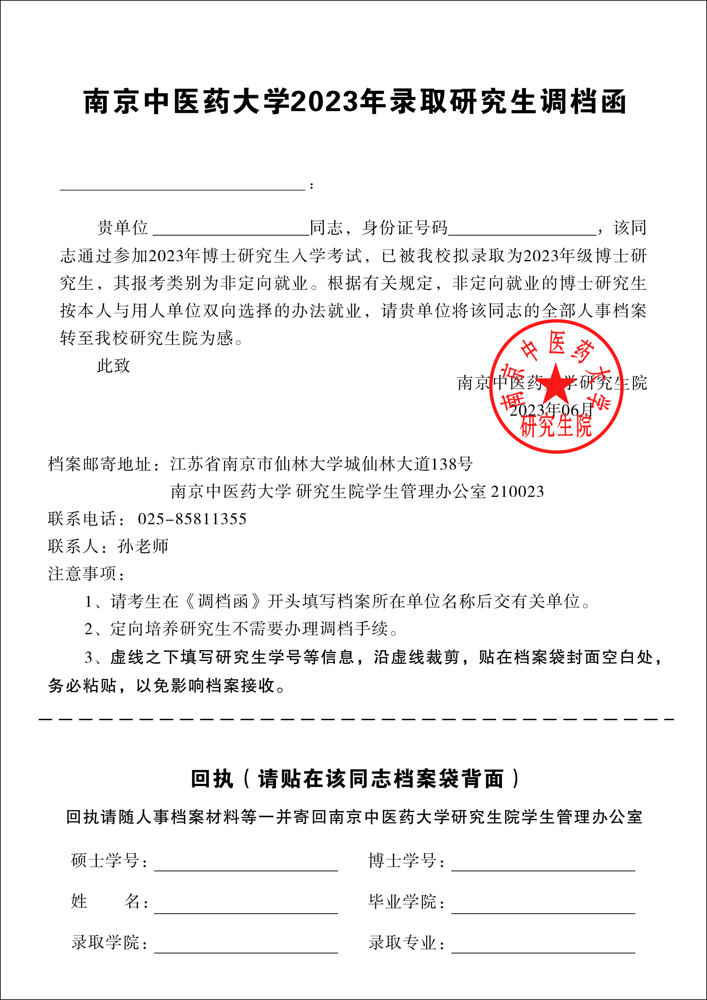 南京中医药大学2023年录取研究生调档函
：
贵单位 同志，身份证号码 ，该同
志通过参加2023年博士研究生入学考试，已被我校拟录取为2023年级博士研
究生，其报考类别为非定向就业。根据有关规定，非定向就业的博士研究生
按本人与用人单位双向选择的办法就业，请贵单位将该同志的全部人事档案
转至我校研究生院为感。
此致
南京中医药大学研究生院
2023年06月
南京中医药大学
研究生院
档案邮寄地址：江苏省南京市仙林大学城仙林大道138号
南京中医药大学 研究生院学生管理办公室 210023
联系电话：025-85811355
联系人：孙老师
注意事项：
1、请考生在《调档函》开头填写档案所在单位名称后交有关单位。
2、定向培养研究生不需要办理调档手续。
3、虚线之下填写研究生学号等信息，沿虚线裁剪，贴在档案袋封面空白处，
务必粘贴，以免影响档案接收。
回执（请贴在该同志档案袋背面）
回执请随人事档案材料等一并寄回南京中医药大学研究生院学生管理办公室
硕士学号： 博士学号：
姓 名： 毕业学院：
录取学院： 录取专业：